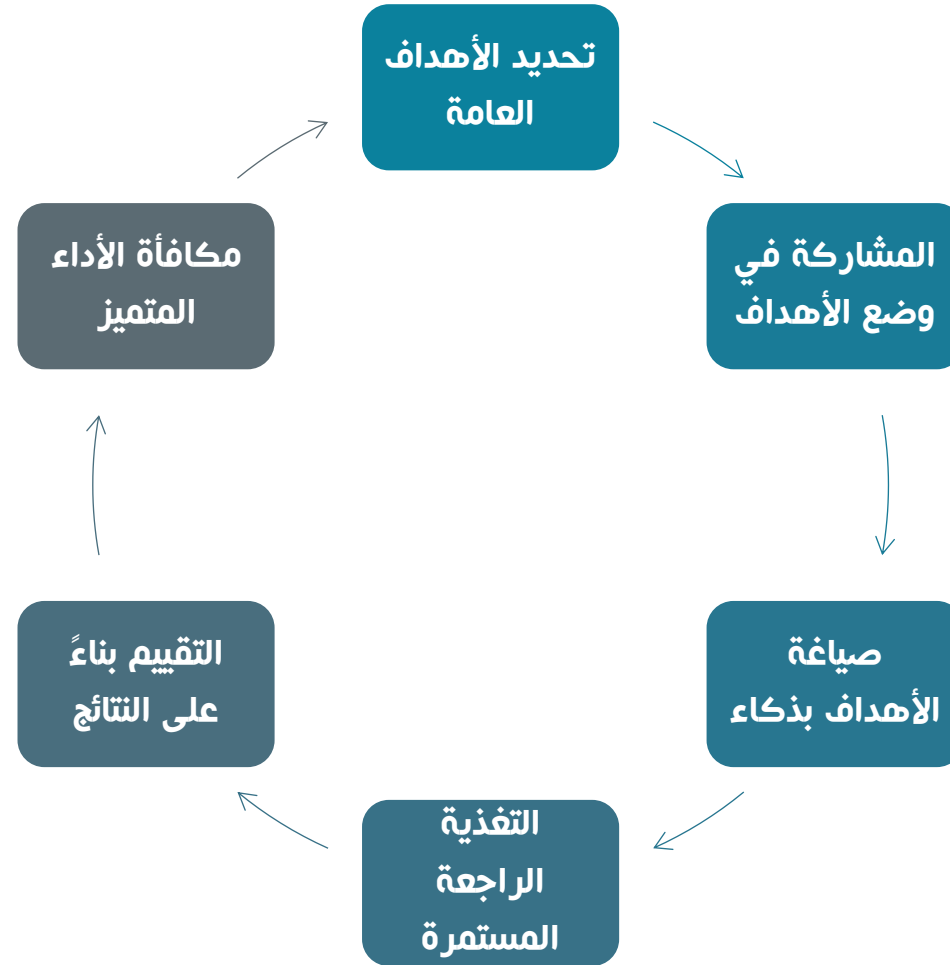 تحديد الأهداف
العامة
المشاركة في
وضع الأهداف
صياغة
الأهداف بذكاء
التغذية
الراجعة
المستمرة
التقييم بناءً
على النتائج
مكافأة الأداء
المتميز